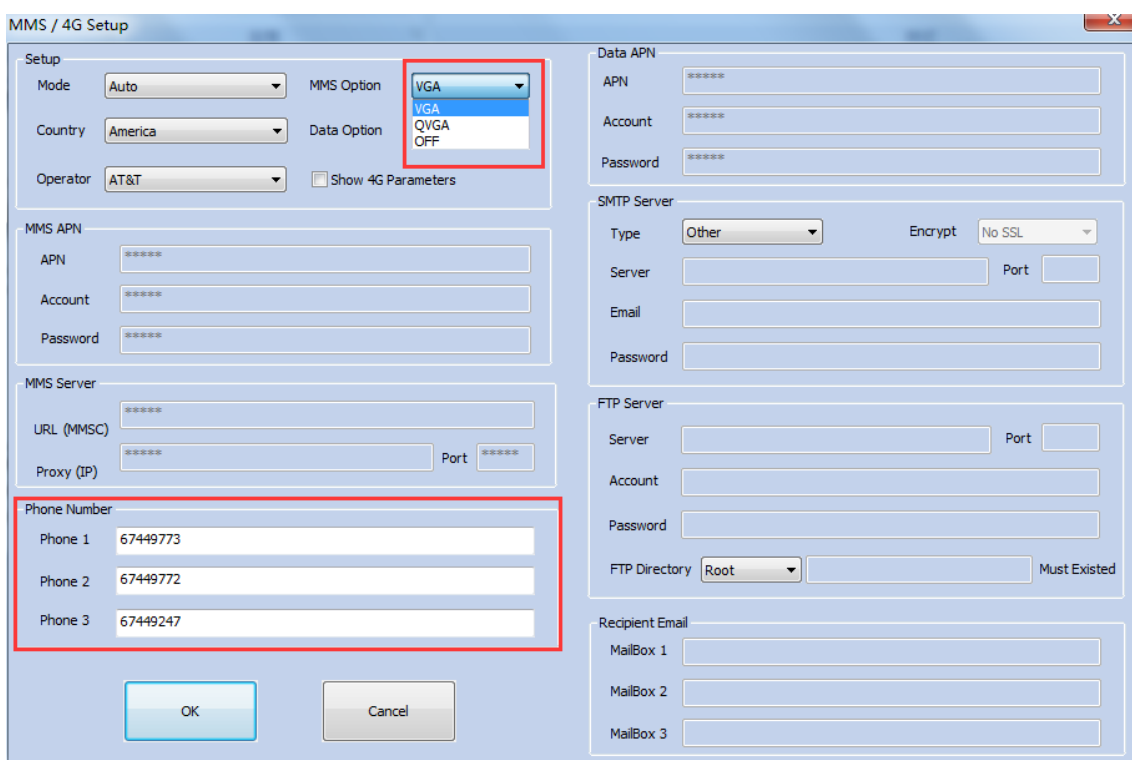 MMS / 4G Setup
Setup
Mode Auto MMS Option VGA
VGA
QVGA
OFF
Country America Data Option
Operator AT&T Show 4G Parameters
MMS APN
APN *****
Account *****
Password *****
MMS Server
URL (MMSC) *****
Proxy (IP) ***** Port *****
Phone Number
Phone 1 67449773
Phone 2 67449772
Phone 3 67449247
OK Cancel
Data APN
APN *****
Account *****
Password *****
SMTP Server
Type Other Encrypt No SSL
Server Port
Email
Password
FTP Server
Server Port
Account
Password
FTP Directory Root Must Existed
Recipient Email
MailBox 1
MailBox 2
MailBox 3